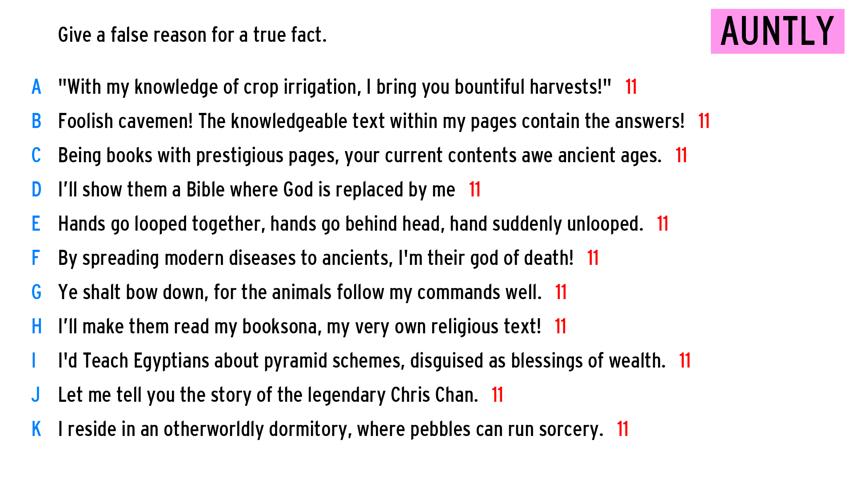 Give a false reason for a true fact.
AUNTLY
A "With my knowledge of crop irrigation, I bring you bountiful harvests!" 11
B Foolish cavemen! The knowledgeable text within my pages contain the answers! 11
C Being books with prestigious pages, your current contents awe ancient ages. 11
D I'll show them a Bible where God is replaced by me 11
E Hands go looped together, hands go behind head, hand suddenly unlooped. 11
F By spreading modern diseases to ancients, I'm their god of death! 11
G Ye shalt bow down, for the animals follow my commands well. 11
H I'll make them read my booksona, my very own religious text! 11
I I'd Teach Egyptians about pyramid schemes, disguised as blessings of wealth. 11
J Let me tell you the story of the legendary Chris Chan. 11
K I reside in an otherworldly dormitory, where pebbles can run sorcery. 11